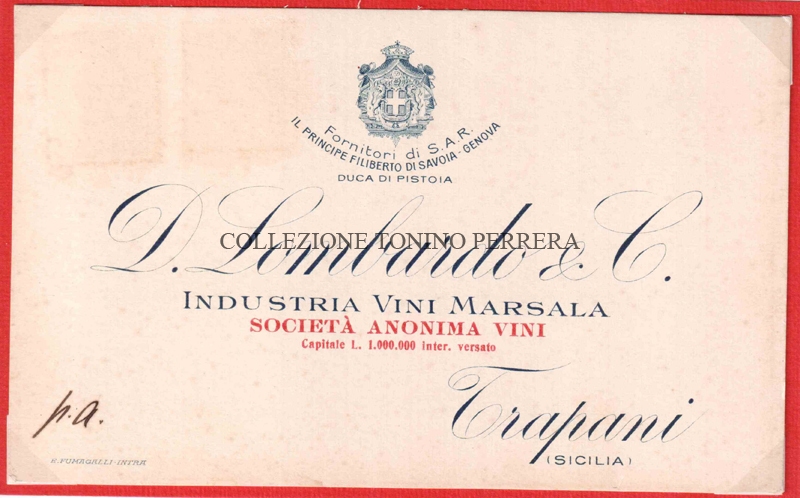 Fornitori di S.A.R.
IL PRINCIPE FILIBERTO DI SAVOIA-GENOVA
DUCA DI PISTOIA
D. Lombardo & C.
COLLEZIONE TONINO PERRERA
INDUSTRIA VINI MARSALA
SOCIETÀ ANONIMA VINI
Capitale L. 1.000.000 inter. versato
Trapani
(SICILIA)
p.a.
E. FUMAGALLI-INTRA